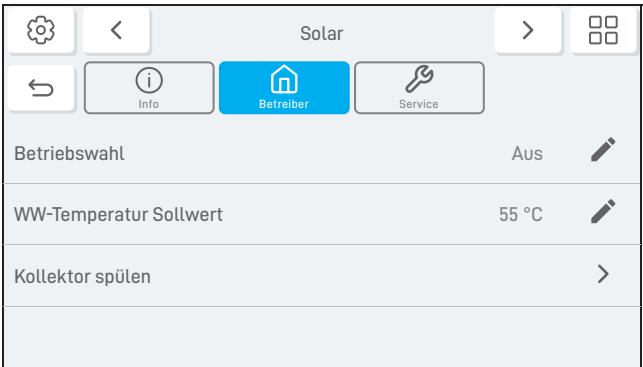 Solar
Info
Betreiber
Service
Betriebswahl Aus
WW-Temperatur Sollwert 55 °C
Kollektor spülen